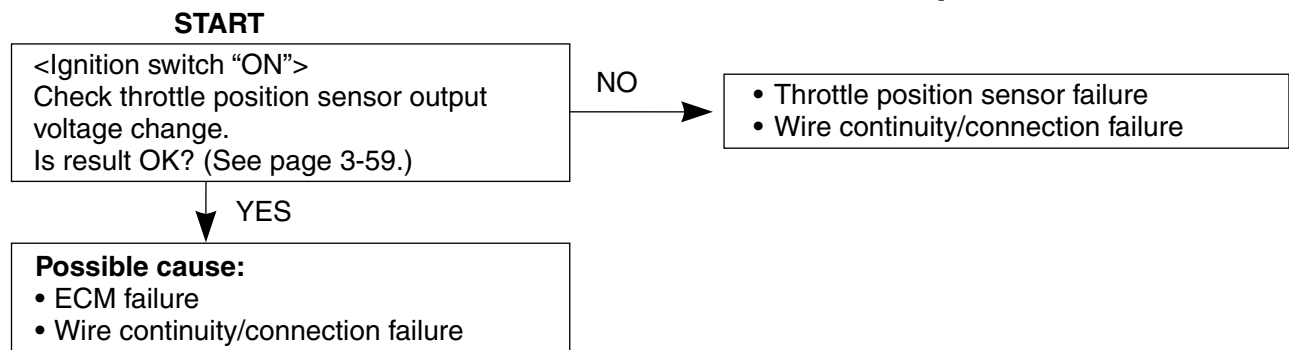 START
<Ignition switch “ON”>
Check throttle position sensor output
voltage change.
Is result OK? (See page 3-59.)
NO
• Throttle position sensor failure
• Wire continuity/connection failure
YES
Possible cause:
• ECM failure
• Wire continuity/connection failure